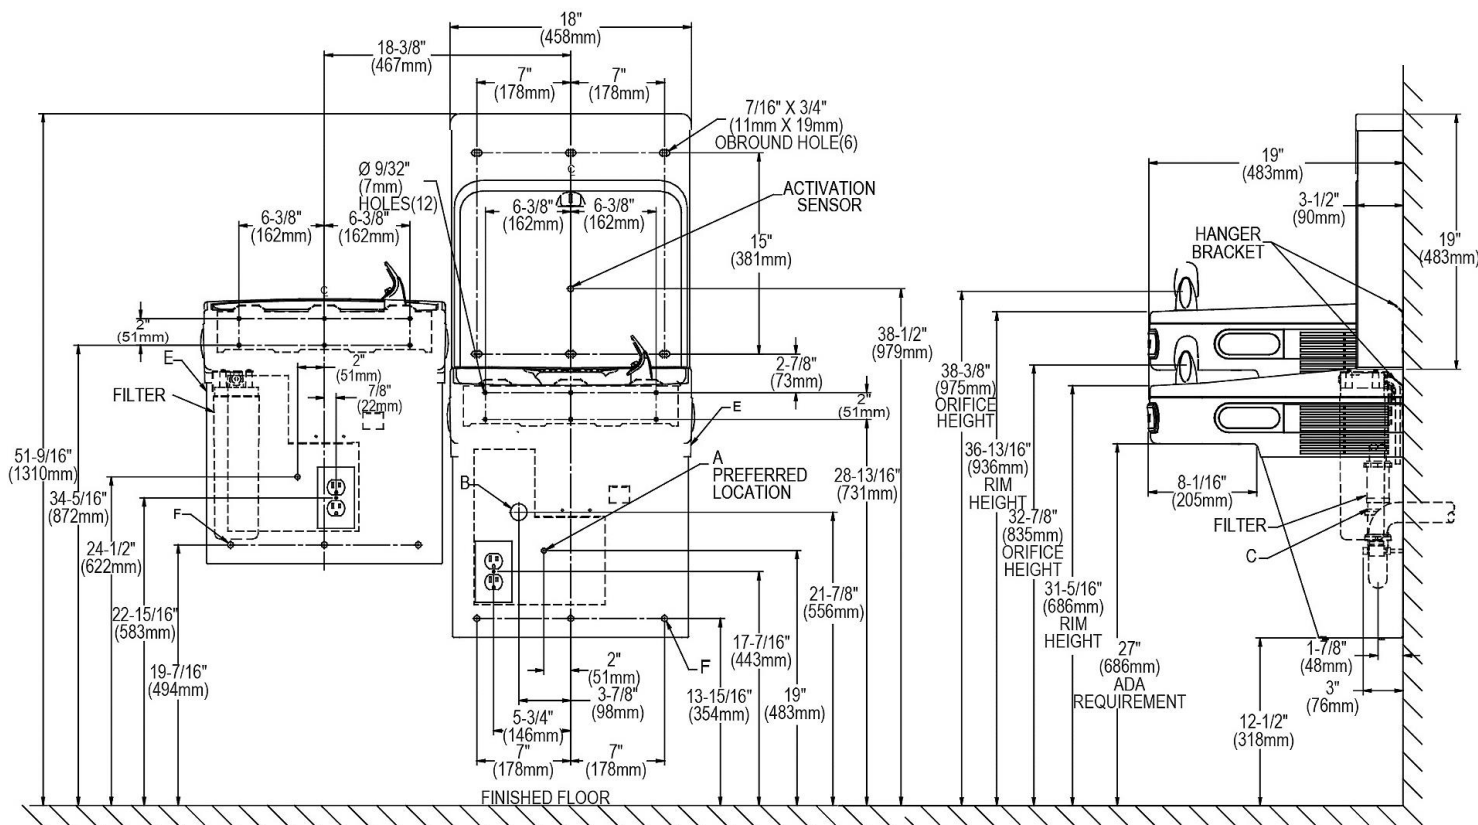 18"
(458mm)
18-3/8"
(467mm)
7"
(178mm)
7"
(178mm)
7/16" X 3/4"
(11mm X 19mm)
OBROUND HOLE(6)
Ø 9/32"
(7mm)
HOLES(12)
℄
ACTIVATION
SENSOR
6-3/8"
(162mm)
6-3/8"
(162mm)
6-3/8"
(162mm)
6-3/8"
(162mm)
15"
(381mm)
℄
2"
(51mm)
E
FILTER
2"
(51mm)
7/8"
(22mm)
38-1/2"
(979mm)
2-7/8"
(73mm)
2"
(51mm)
E
51-9/16"
(1310mm)
34-5/16"
(872mm)
24-1/2"
(622mm)
22-15/16"
(583mm)
19-7/16"
(494mm)
F
B
A
PREFERRED
LOCATION
28-13/16"
(731mm)
21-7/8"
(556mm)
17-7/16"
(443mm)
19"
(483mm)
13-15/16"
(354mm)
F
2"
(51mm)
3-7/8"
(98mm)
5-3/4"
(146mm)
7"
(178mm)
7"
(178mm)
FINISHED FLOOR
19"
(483mm)
3-1/2"
(90mm)
19"
(483mm)
HANGER
BRACKET
38-3/8"
(975mm)
ORIFICE
HEIGHT
36-13/16"
(936mm)
RIM
HEIGHT
32-7/8"
(835mm)
ORIFICE
HEIGHT
31-5/16"
(686mm)
RIM
HEIGHT
27"
(686mm)
ADA
REQUIREMENT
8-1/16"
(205mm)
FILTER
C
1-7/8"
(48mm)
3"
(76mm)
12-1/2"
(318mm)